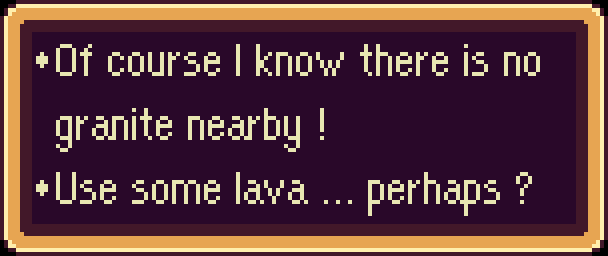 •Of course I know there is no
granite nearby !
•Use some lava ... perhaps ?